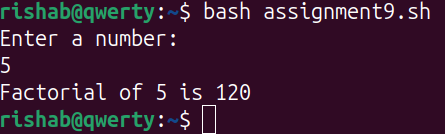 rishab@qwerty:~$ bash assignment9.sh
Enter a number:
5
Factorial of 5 is 120
rishab@qwerty:~$